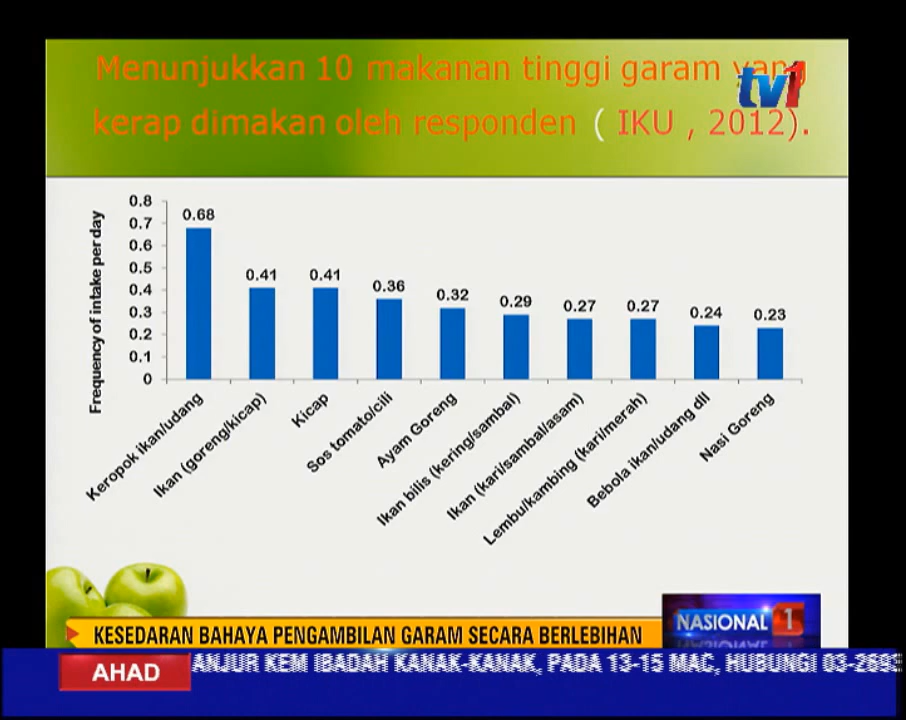 Menunjukkan 10 makanan tinggi garam yang
tv1
kerap dimakan oleh responden ( IKU , 2012).
Frequency of intake per day
0.8
0.7
0.6
0.5
0.4
0.3
0.2
0.1
0
0.68
0.41
0.41
0.36
0.32
0.29
0.27
0.27
0.24
0.23
Keropok ikan/udang
Ikan (goreng/kicap)
Kicap
Sos tomato/cili
Ayam Goreng
Ikan bilis (kering/sambal)
Ikan (kari/sambal/asam)
Lembu/kambing (kari/merah)
Bebola ikan/udang dll
Nasi Goreng
KESEDARAN BAHAYA PENGAMBILAN GARAM SECARA BERLEBIHAN
NASIONAL 1
AHAD
ANJUR KEM IBADAH KANAK-KANAK, PADA 13-15 MAC, HUBUNGI 03-2693